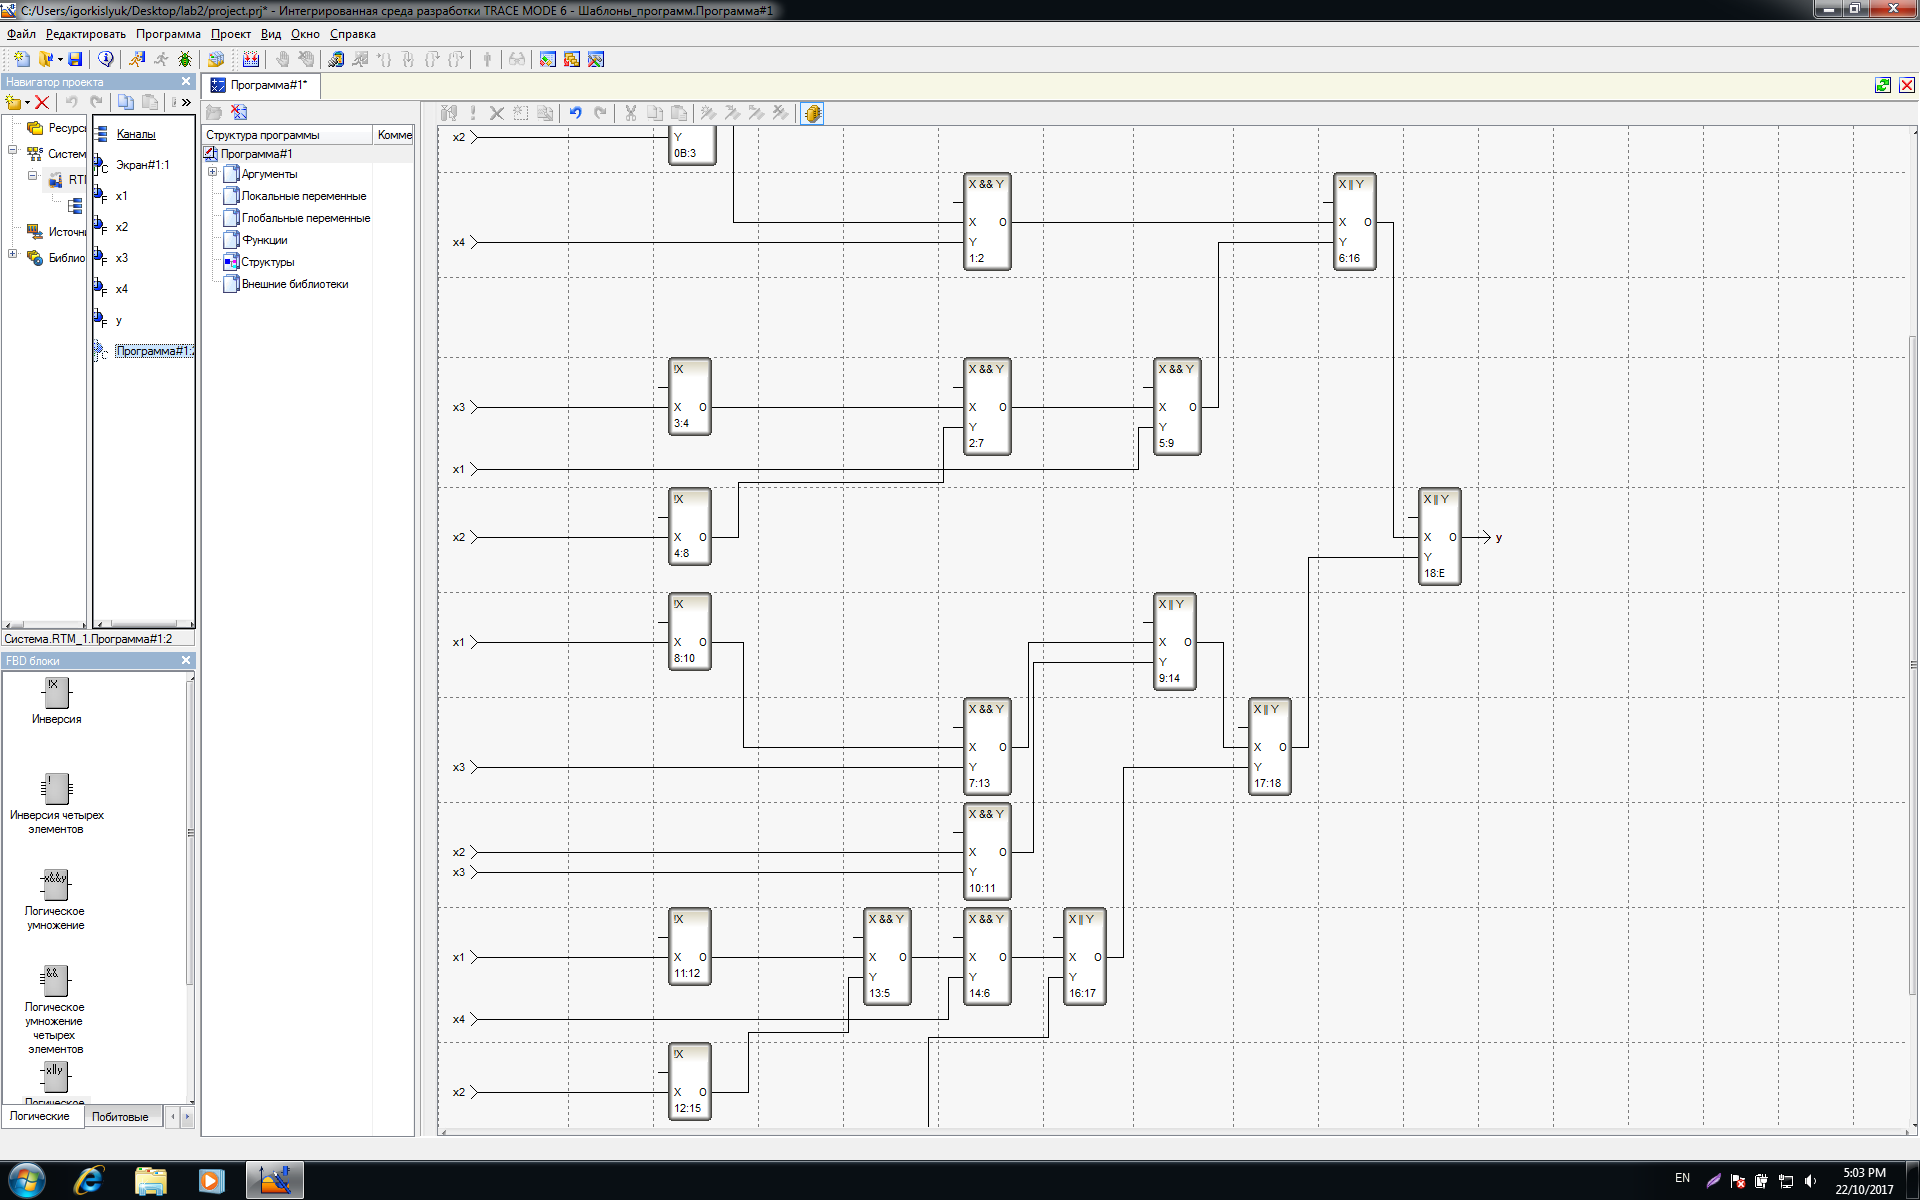 C:/Users/igorkislyuk/Desktop/lab2/project.prj* - Интегрированная среда разработки TRACE MODE 6 - Шаблоны_программ.Программа#1
Файл Редактировать Программа Проект Вид Окно Справка
Навигатор проекта
Ресурс
Систем
RTM
Источн
Библио
Каналы
Экран#1:1
x1
x2
x3
x4
y
Программа#1:2
Система.RTM_1.Программа#1:2
FBD блоки
!X
Инверсия
!
Инверсия четырех
элементов
x&&y
Логическое
умножение
&&
Логическое
умножение
четырех
элементов
x||y
Логическое
Логические Побитовые
Программа#1*
Структура программы Комме
Программа#1
Аргументы
Локальные переменные
Глобальные переменные
Функции
Структуры
Внешние библиотеки
x2 Y
0B:3
X && Y
X O
x4 Y
1:2
X || Y
X O
Y
6:16
!X
x3 X O
3:4
X && Y
X O
Y
2:7
X && Y
X O
Y
5:9
x1
!X
x2 X O
4:8
X || Y
X O y
Y
18:E
!X
x1 X O
8:10
X || Y
X O
Y
9:14
X && Y
X O
x3 Y
7:13
X || Y
X O
Y
17:18
X && Y
x2 X O
x3 Y
10:11
!X
x1 X O
11:12
X && Y
X O
Y
13:5
X && Y
X O
Y
14:6
X || Y
X O
Y
16:17
x4
!X
x2 X O
12:15
EN
5:03 PM
22/10/2017